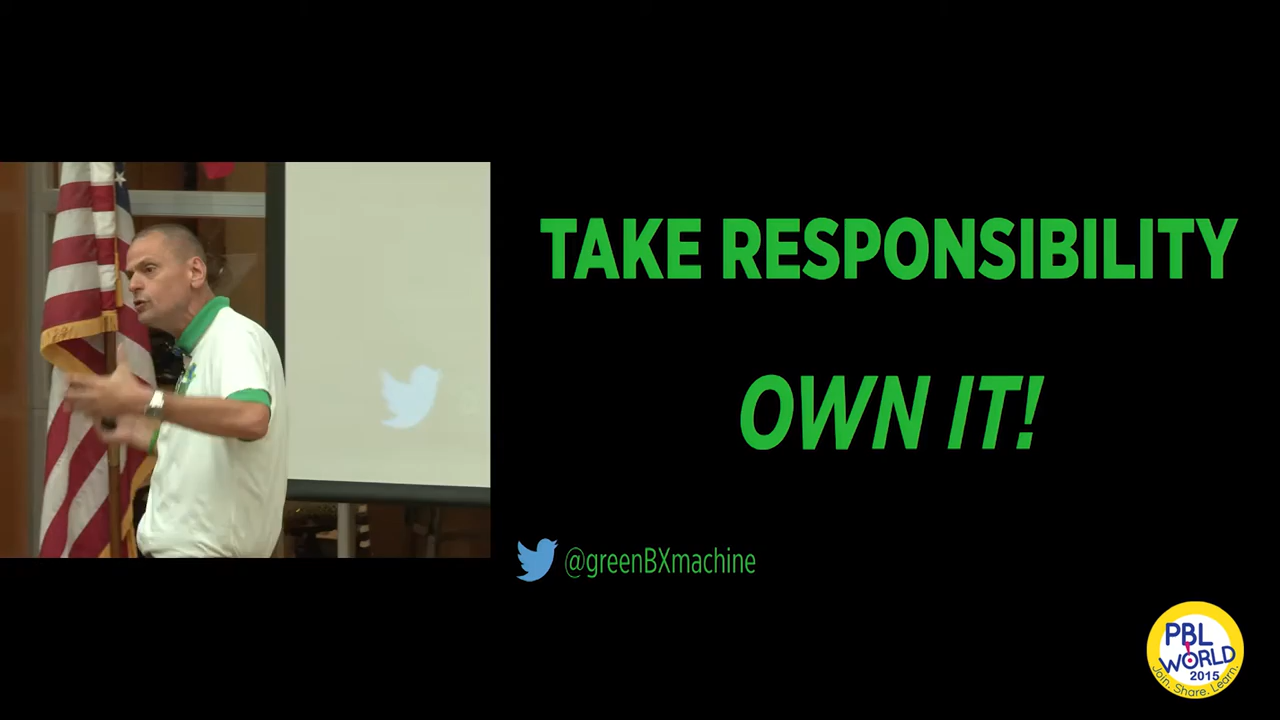 TAKE RESPONSIBILITY
OWN IT!
@greenBXmachine
PBL
WORLD
2015
Join. Share. Learn.